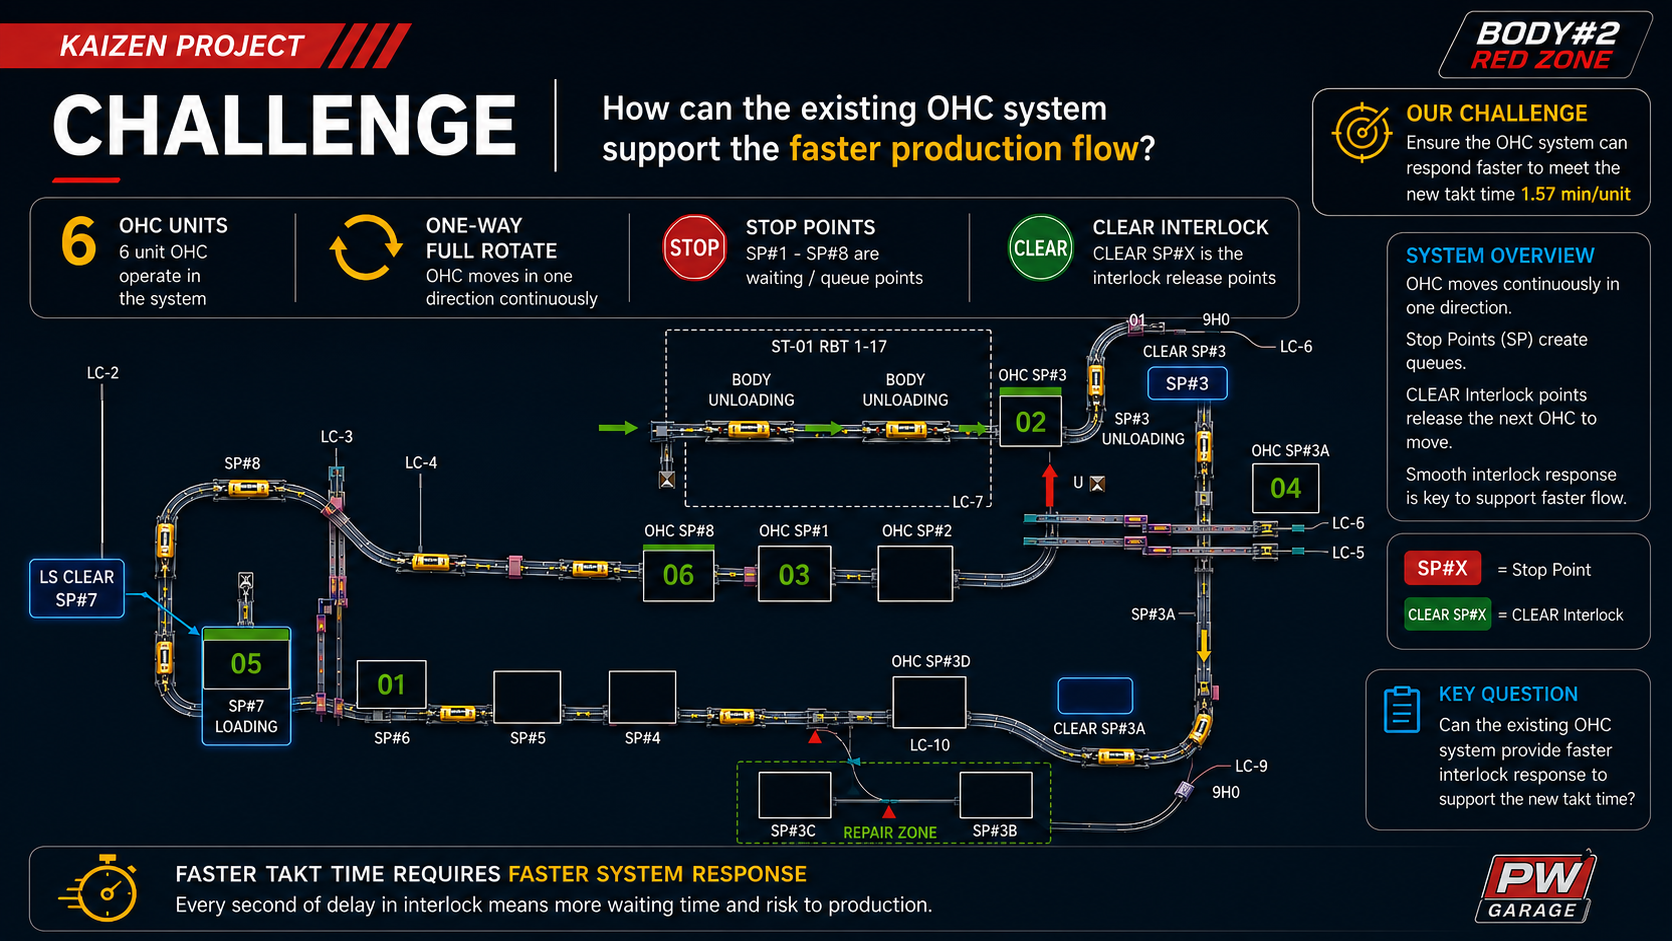 KAIZEN PROJECT
BODY#2
RED ZONE
CHALLENGE
How can the existing OHC system
support the faster production flow?
OUR CHALLENGE
Ensure the OHC system can
respond faster to meet the
new takt time 1.57 min/unit
6
OHC UNITS
6 unit OHC
operate in
the system
ONE-WAY
FULL ROTATE
OHC moves in one
direction continuously
STOP
STOP POINTS
SP#1 - SP#8 are
waiting / queue points
CLEAR
CLEAR INTERLOCK
CLEAR SP#X is the
interlock release points
SYSTEM OVERVIEW
OHC moves continuously in
one direction.
Stop Points (SP) create
queues.
CLEAR Interlock points
release the next OHC to
move.
Smooth interlock response
is key to support faster flow.
SP#X = Stop Point
CLEAR SP#X = CLEAR Interlock
KEY QUESTION
Can the existing OHC
system provide faster
interlock response to
support the new takt time?
01
9H0
LC-6
CLEAR SP#3
SP#3
ST-01 RBT 1-17
BODY
UNLOADING
BODY
UNLOADING
OHC SP#3
02
SP#3
UNLOADING
LC-7
U
OHC SP#3A
04
LC-6
LC-5
LC-2
LC-3
LC-4
SP#8
OHC SP#8
06
OHC SP#1
03
OHC SP#2
LS CLEAR
SP#7
05
SP#7
LOADING
01
SP#6
SP#5
SP#4
OHC SP#3D
LC-10
SP#3A
CLEAR SP#3A
LC-9
9H0
SP#3C
REPAIR ZONE
SP#3B
FASTER TAKT TIME REQUIRES FASTER SYSTEM RESPONSE
Every second of delay in interlock means more waiting time and risk to production.
PW
GARAGE